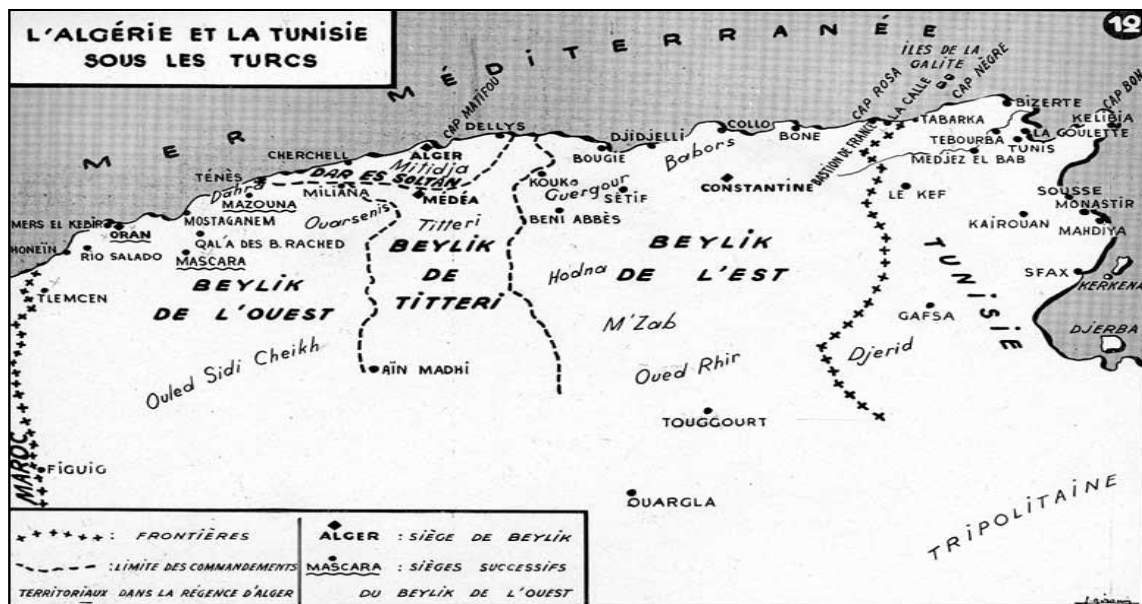 L'ALGÉRIE ET LA TUNISIE
SOUS LES TURCS
12
MER MÉDITERRANÉE
ÎLES DE LA
GALITE
CAP NÈGRE
CAP ROSA
LA CALLE
CAP BON
CAP MATIFOU
BASTION DE FRANCE
BIZERTE
TABARKA
KELIBIA
LA GOULETTE
TEBOURBA
TUNIS
MEDJEZ EL BAB
DELLYS
DJIDJELLI
COLLO
BONE
BOUGIE
Babors
CHERCHELL
ALGER
Mitidja
DAR ES SOLTAN
TÉNÈS
Dahra
MILIANA
MÉDÉA
KOUKO
Guergour
SÉTIF
CONSTANTINE
LE KEF
SOUSSE
MONASTIR
MAHDIYA
KAÏROUAN
MAZOUNA
Ouarsenis
Titteri
BENI ABBÈS
MERS EL KEBIR
ORAN
MOSTAGANEM
HONEÏN
RIO SALADO
QAL'A DES B. RACHED
MASCARA
TLEMCEN
BEYLIK
DE L'OUEST
BEYLIK
DE
TITTERI
BEYLIK
DE L'EST
Hodna
TUNISIE
SFAX
KERKENA
DJERBA
GAFSA
Djerid
M'Zab
Oued Rhir
Ouled Sidi Cheikh
AÏN MADHI
TOUGGOURT
MAROC
FIGUIG
OUARGLA
TRIPOLITAINE
: FRONTIÈRES
: LIMITE DES COMMANDEMENTS
TERRITORIAUX DANS LA RÉGENCE D'ALGER
ALGER : SIÈGE DE BEYLIK
MASCARA : SIÈGES SUCCESSIFS
DU BEYLIK DE L'OUEST